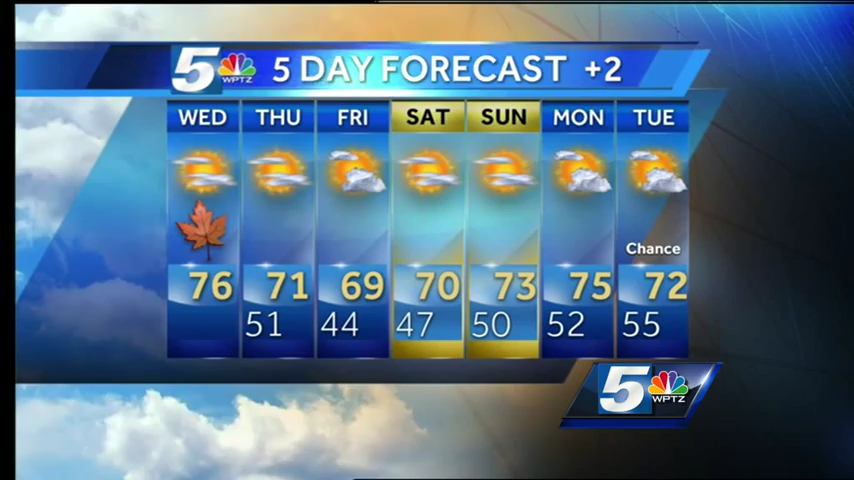 5 WPTZ 5 DAY FORECAST +2
WED THU FRI SAT SUN MON TUE
Chance
76 71 69 70 73 75 72
51 44 47 50 52 55
5 WPTZ